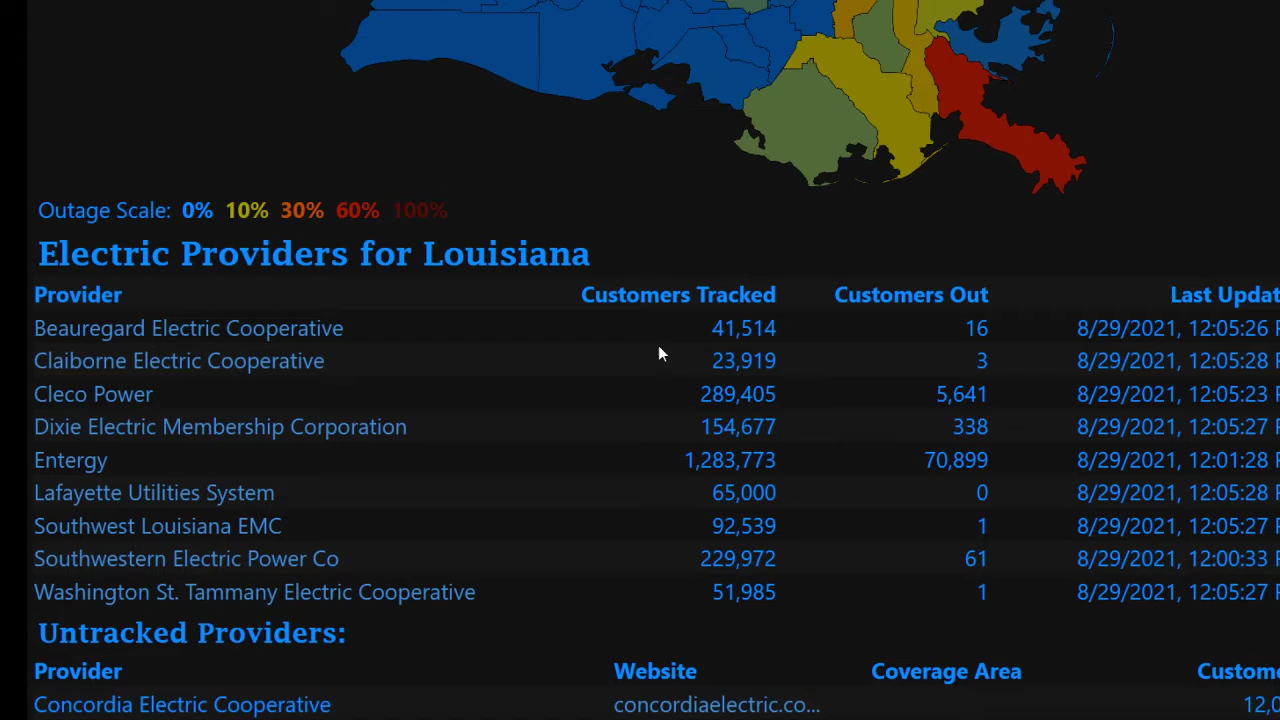 Outage Scale: 0% 10% 30% 60% 100%
Electric Providers for Louisiana
Provider Customers Tracked Customers Out Last Updat
Beauregard Electric Cooperative 41,514 16 8/29/2021, 12:05:26 P
Claiborne Electric Cooperative 23,919 3 8/29/2021, 12:05:28 P
Cleco Power 289,405 5,641 8/29/2021, 12:05:23 P
Dixie Electric Membership Corporation 154,677 338 8/29/2021, 12:05:27 P
Entergy 1,283,773 70,899 8/29/2021, 12:01:28 P
Lafayette Utilities System 65,000 0 8/29/2021, 12:05:28 P
Southwest Louisiana EMC 92,539 1 8/29/2021, 12:05:27 P
Southwestern Electric Power Co 229,972 61 8/29/2021, 12:00:33 P
Washington St. Tammany Electric Cooperative 51,985 1 8/29/2021, 12:05:27 P
Untracked Providers:
Provider Website Coverage Area Custome
Concordia Electric Cooperative concordiaelectric.co... 12,0